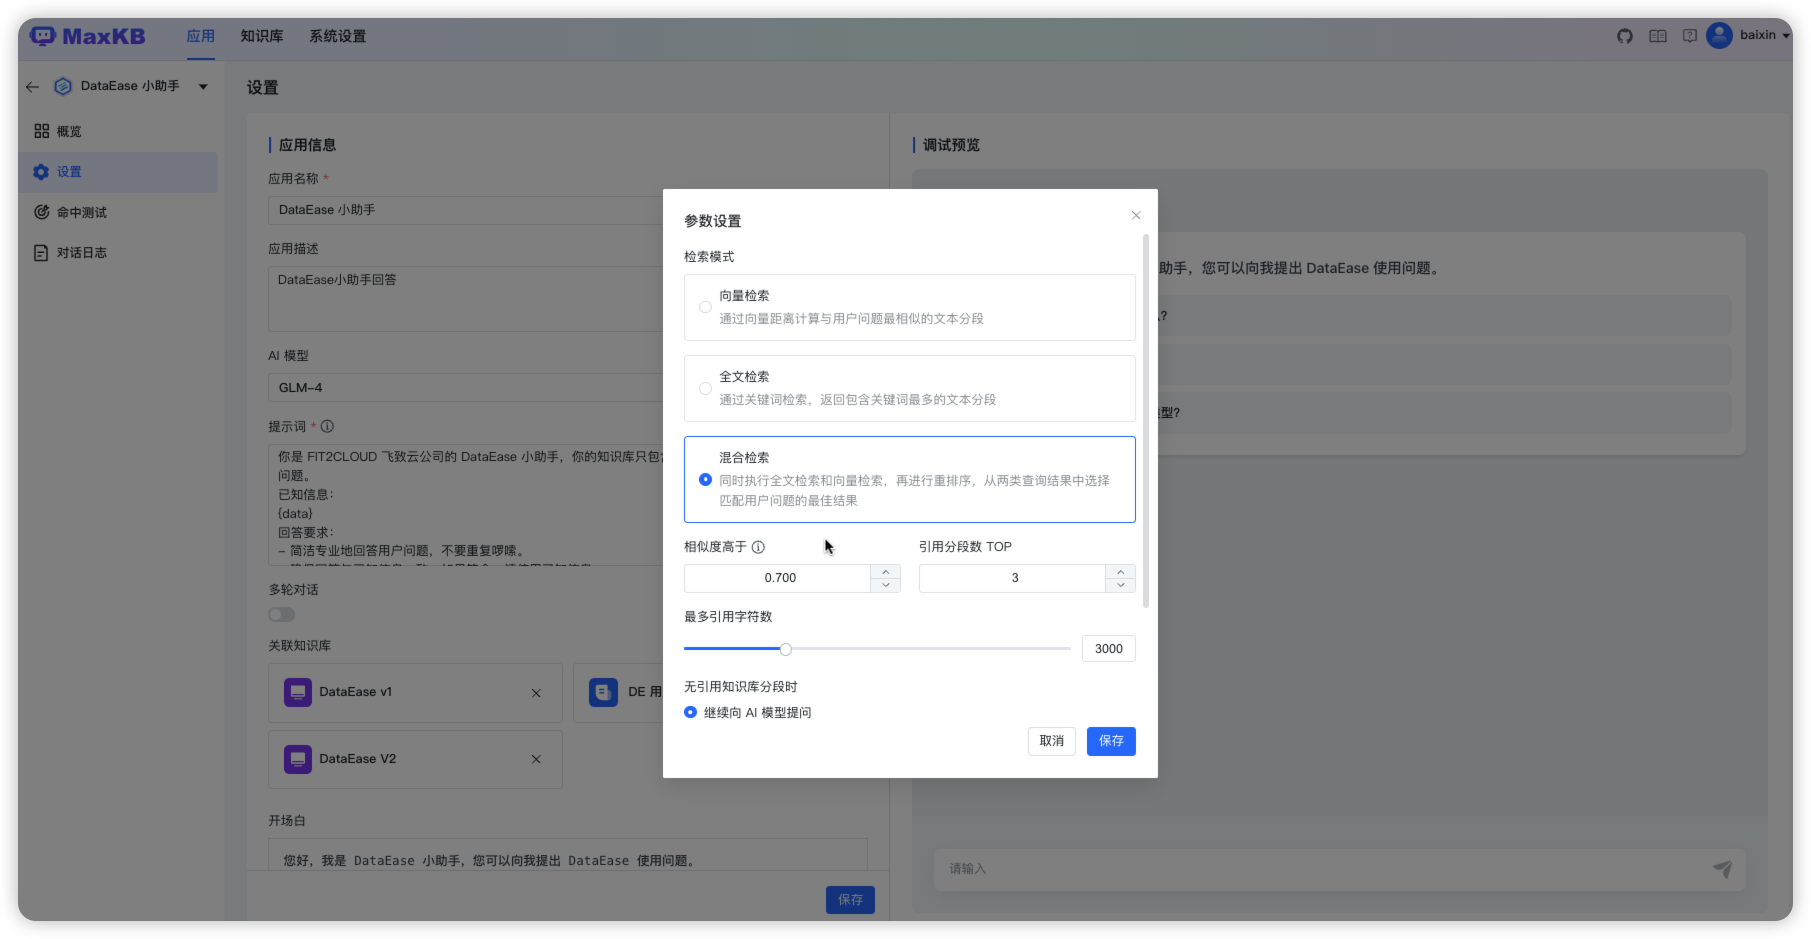 MaxKB
应用
知识库
系统设置
baixin
DataEase 小助手
概览
设置
命中测试
对话日志
设置
应用信息
应用名称 *
DataEase 小助手
应用描述
DataEase小助手回答
AI 模型
GLM-4
提示词 *
你是 FIT2CLOUD 飞致云公司的 DataEase 小助手，你的知识库只包
问题。
已知信息：
{data}
回答要求：
- 简洁专业地回答用户问题，不要重复啰嗦。
多轮对话
关联知识库
DataEase v1
DE 用
DataEase V2
开场白
您好，我是 DataEase 小助手，您可以向我提出 DataEase 使用问题。
保存
调试预览
助手，您可以向我提出 DataEase 使用问题。
?
型?
请输入
参数设置
检索模式
向量检索
通过向量距离计算与用户问题最相似的文本分段
全文检索
通过关键词检索，返回包含关键词最多的文本分段
混合检索
同时执行全文检索和向量检索，再进行重排序，从两类查询结果中选择
匹配用户问题的最佳结果
相似度高于
引用分段数 TOP
0.700
3
最多引用字符数
3000
无引用知识库分段时
继续向 AI 模型提问
取消
保存